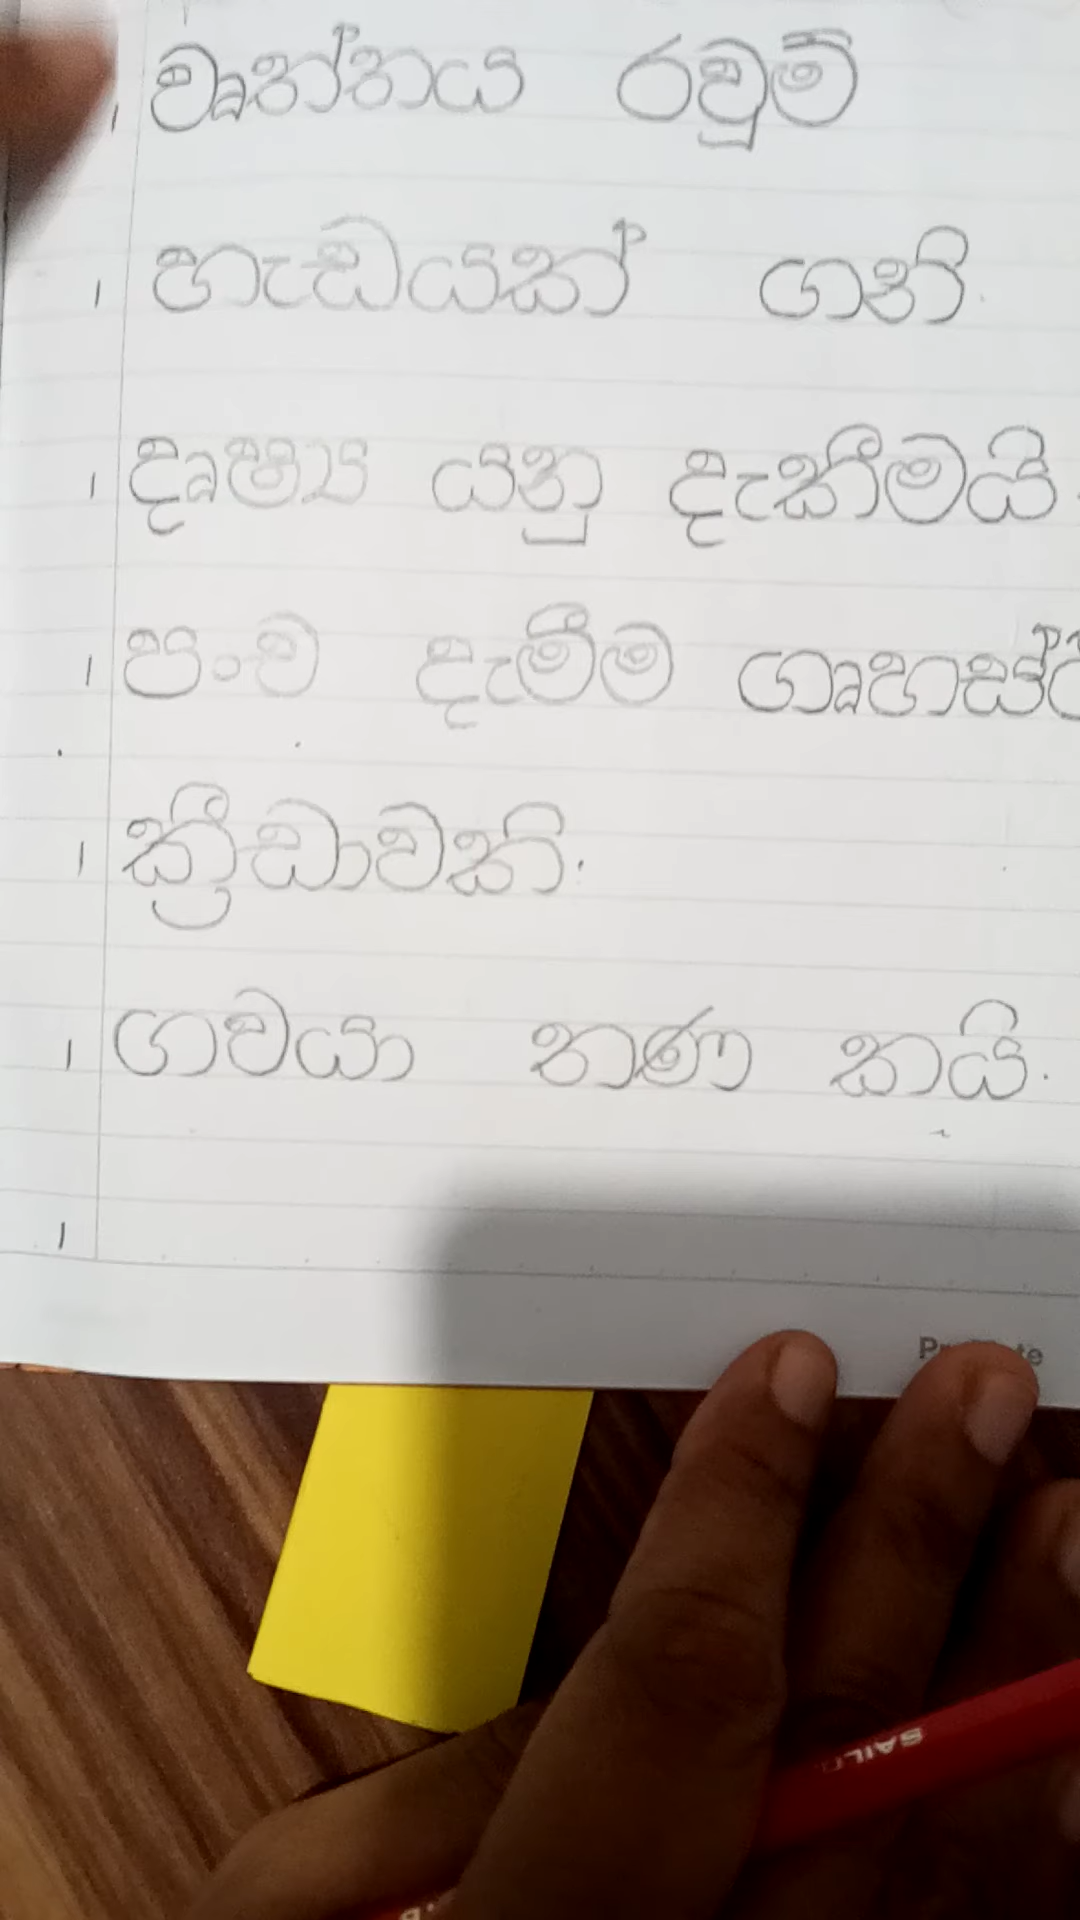 වෘත්තය රවුම්
හැඩයක් ගනී
දෘෂ්‍ය යනු දැකීමයි.
පංච දැමීම
ක්‍රීඩාවකි.
ගවයා තණ කයි.